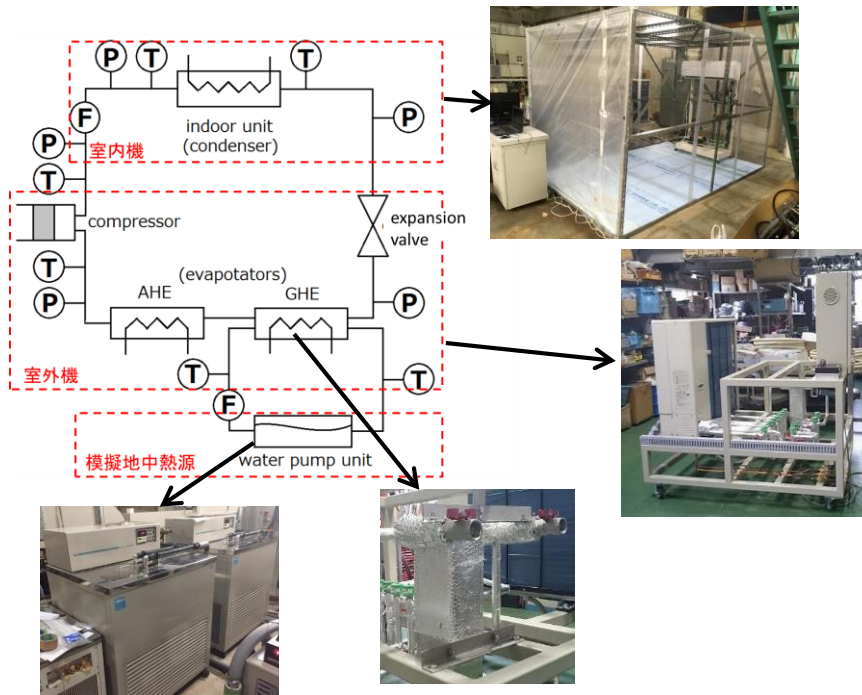 P
T
T
F
P
indoor unit
(condenser)
P
室内機
T
compressor
expansion
valve
T
(evapotators)
P
AHE
GHE
P
室外機
T
T
F
模擬地中熱源
water pump unit